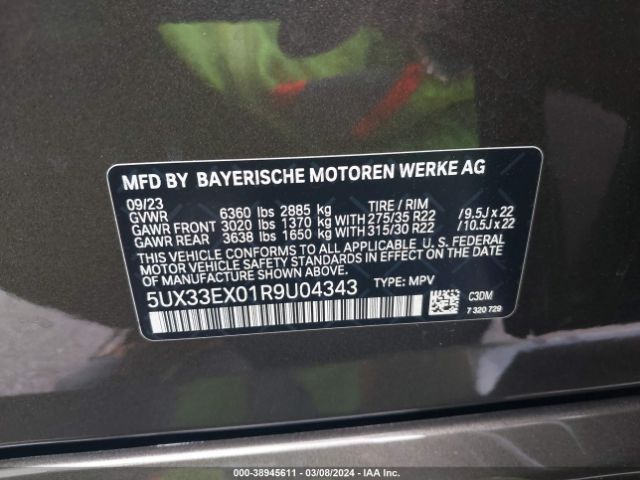 MFD BY BAYERISCHE MOTOREN WERKE AG
09/23
GVWR 6360 lbs 2885 kg TIRE / RIM
GAWR FRONT 3020 lbs 1370 kg WITH 275/35 R22 / 9.5J x 22
GAWR REAR 3638 lbs 1650 kg WITH 315/30 R22 / 10.5J x 22
THIS VEHICLE CONFORMS TO ALL APPLICABLE U.S. FEDERAL
MOTOR VEHICLE SAFETY STANDARDS IN EFFECT ON THE DATE
OF MANUFACTURE SHOWN ABOVE.
5UX33EX01R9U04343 TYPE: MPV
C3DM
7 320 729
000-38945611 - 03/08/2024 - IAA Inc.